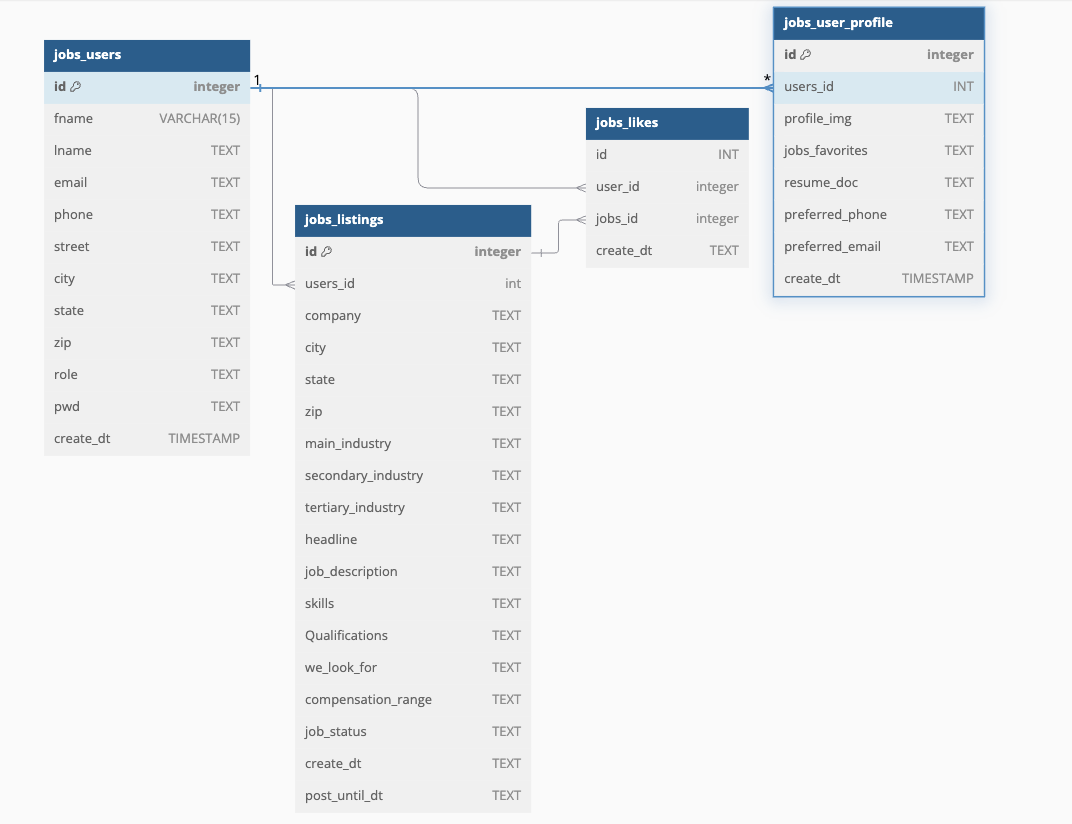 jobs_users
id integer
fname VARCHAR(15)
lname TEXT
email TEXT
phone TEXT
street TEXT
city TEXT
state TEXT
zip TEXT
role TEXT
pwd TEXT
create_dt TIMESTAMP
1
*
jobs_listings
id integer
users_id int
company TEXT
city TEXT
state TEXT
zip TEXT
main_industry TEXT
secondary_industry TEXT
tertiary_industry TEXT
headline TEXT
job_description TEXT
skills TEXT
Qualifications TEXT
we_look_for TEXT
compensation_range TEXT
job_status TEXT
create_dt TEXT
post_until_dt TEXT
jobs_likes
id INT
user_id integer
jobs_id integer
create_dt TEXT
jobs_user_profile
id integer
users_id INT
profile_img TEXT
jobs_favorites TEXT
resume_doc TEXT
preferred_phone TEXT
preferred_email TEXT
create_dt TIMESTAMP